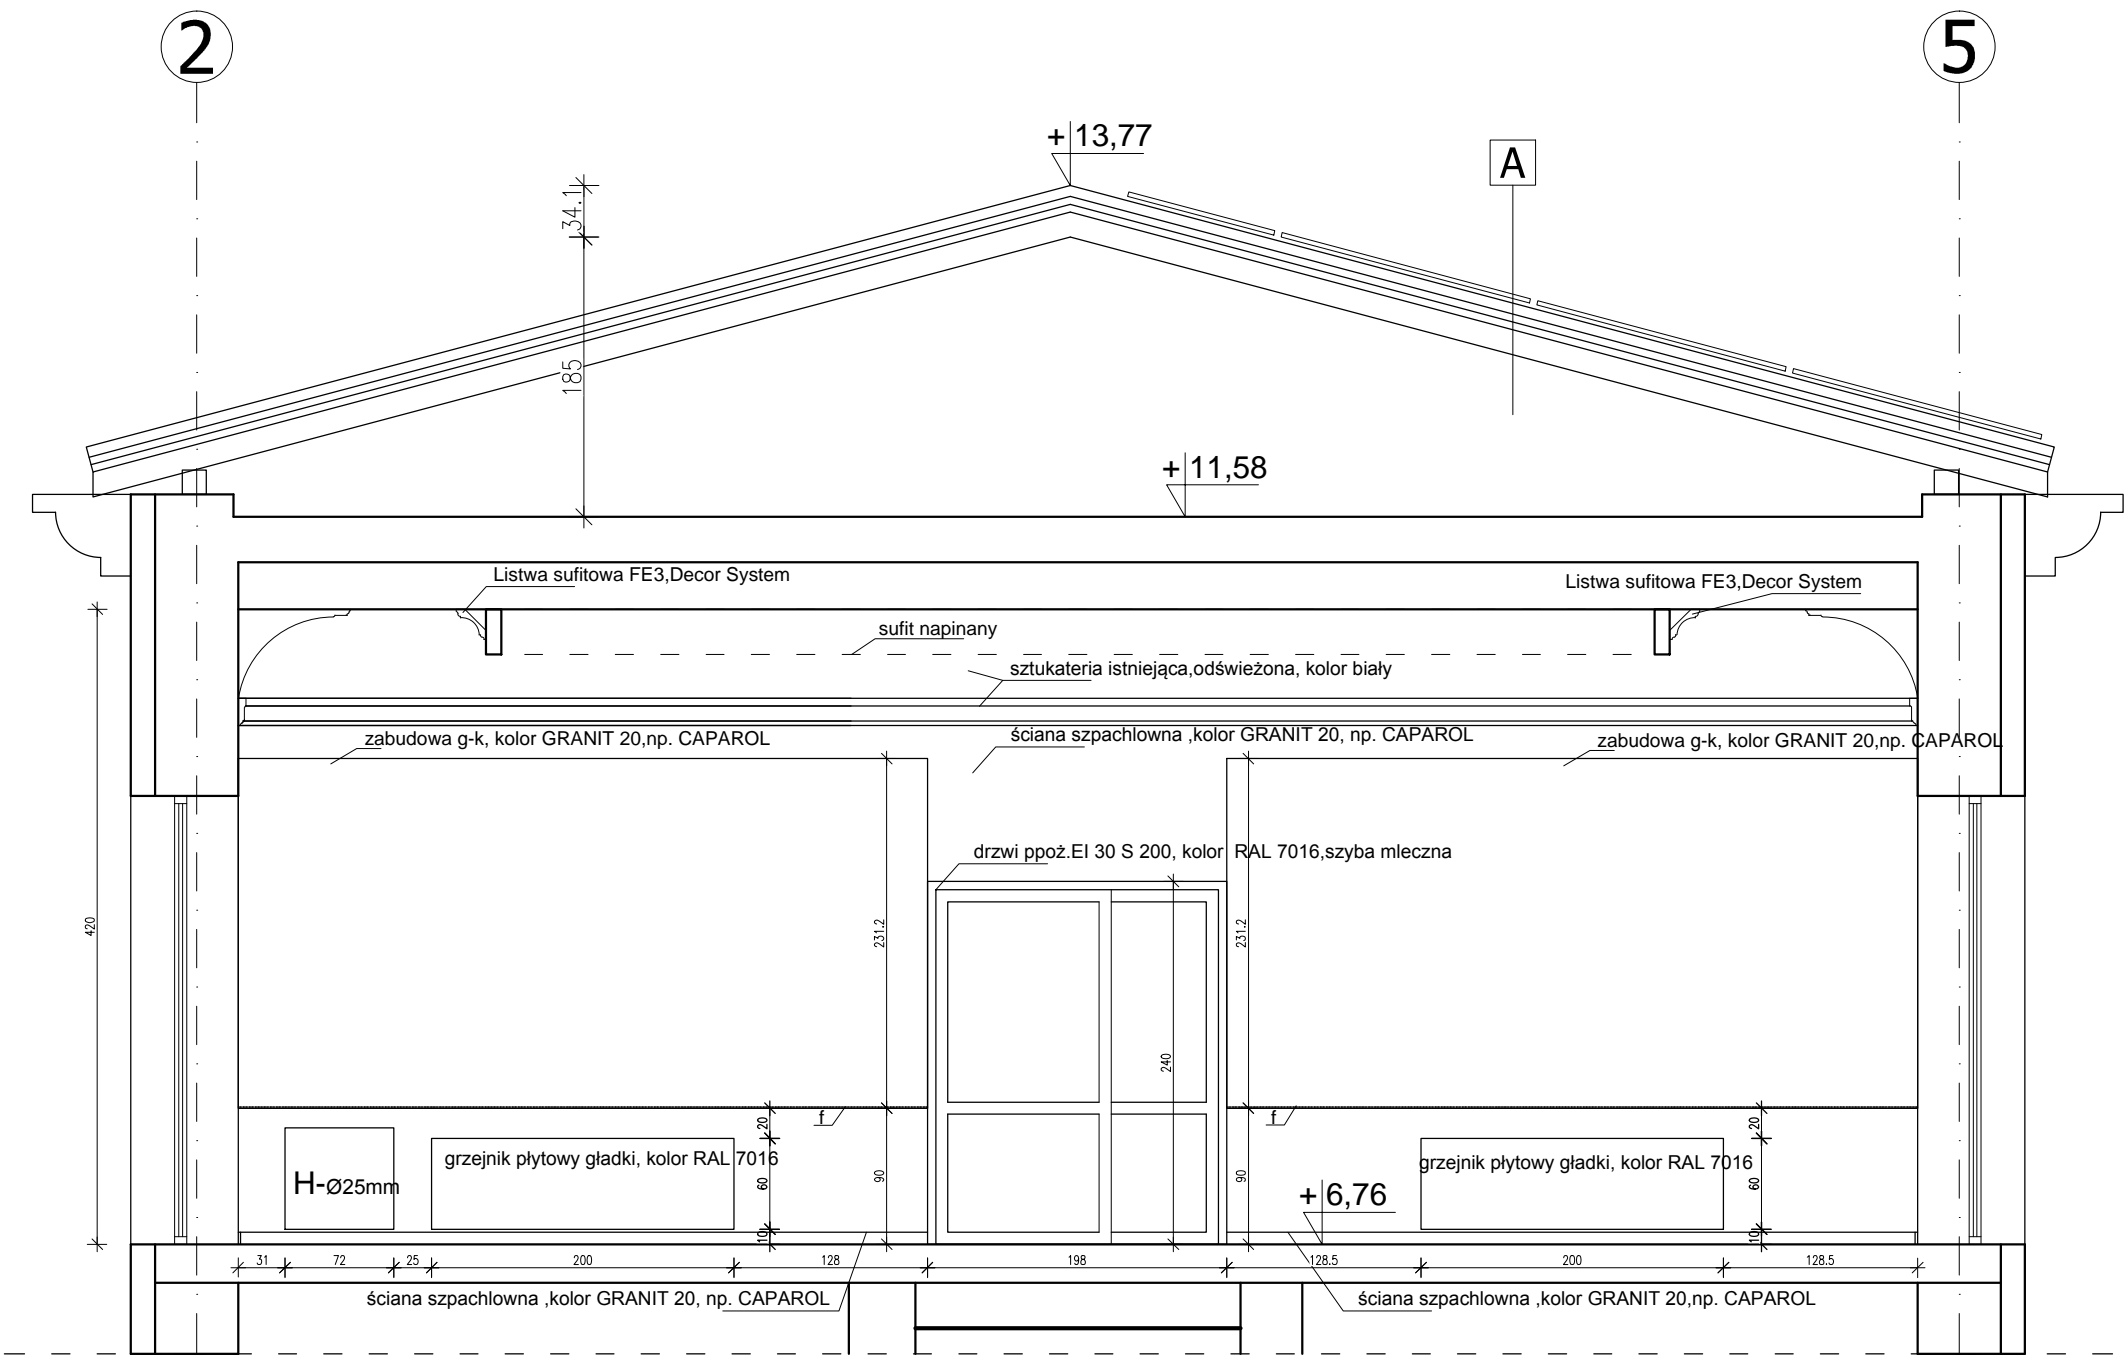 2
5
+13,77
A
34.1
185
+11,58
Listwa sufitowa FE3,Decor System
Listwa sufitowa FE3,Decor System
sufit napinany
sztukateria istniejąca,odświeżona, kolor biały
zabudowa g-k, kolor GRANIT 20,np. CAPAROL
ściana szpachlowna ,kolor GRANIT 20, np. CAPAROL
zabudowa g-k, kolor GRANIT 20,np. CAPAROL
drzwi ppoż.EI 30 S 200, kolor RAL 7016,szyba mleczna
420
231.2
231.2
240
f
f
20
20
grzejnik płytowy gładki, kolor RAL 7016
grzejnik płytowy gładki, kolor RAL 7016
H-Ø25mm
60
90
90
60
+6,76
10
10
31
72
25
200
128
198
128.5
200
128.5
ściana szpachlowna ,kolor GRANIT 20, np. CAPAROL
ściana szpachlowna ,kolor GRANIT 20,np. CAPAROL